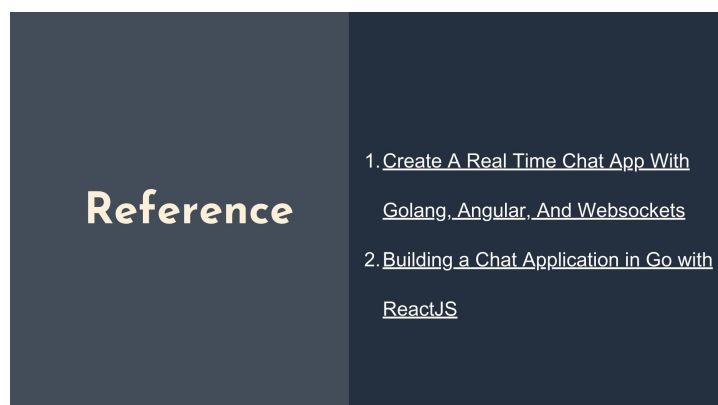 Reference
1. Create A Real Time Chat App With
Golang, Angular, And Websockets
2. Building a Chat Application in Go with
ReactJS